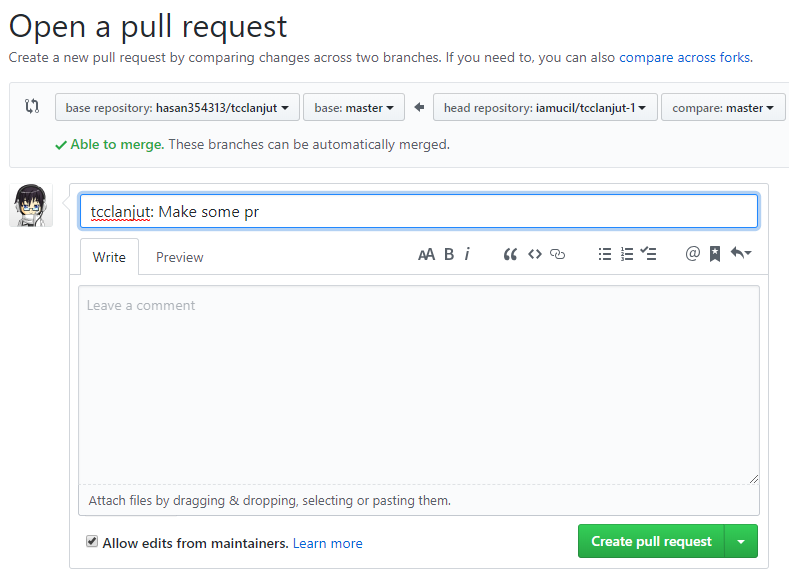 Open a pull request
Create a new pull request by comparing changes across two branches. If you need to, you can also compare across forks.
base repository: hasan354313/tcclanjut base: master head repository: iamucil/tcclanjut-1 compare: master
Able to merge. These branches can be automatically merged.
tcclanjut: Make some pr
Write Preview AA B i @
Leave a comment
Attach files by dragging & dropping, selecting or pasting them.
Allow edits from maintainers. Learn more
Create pull request